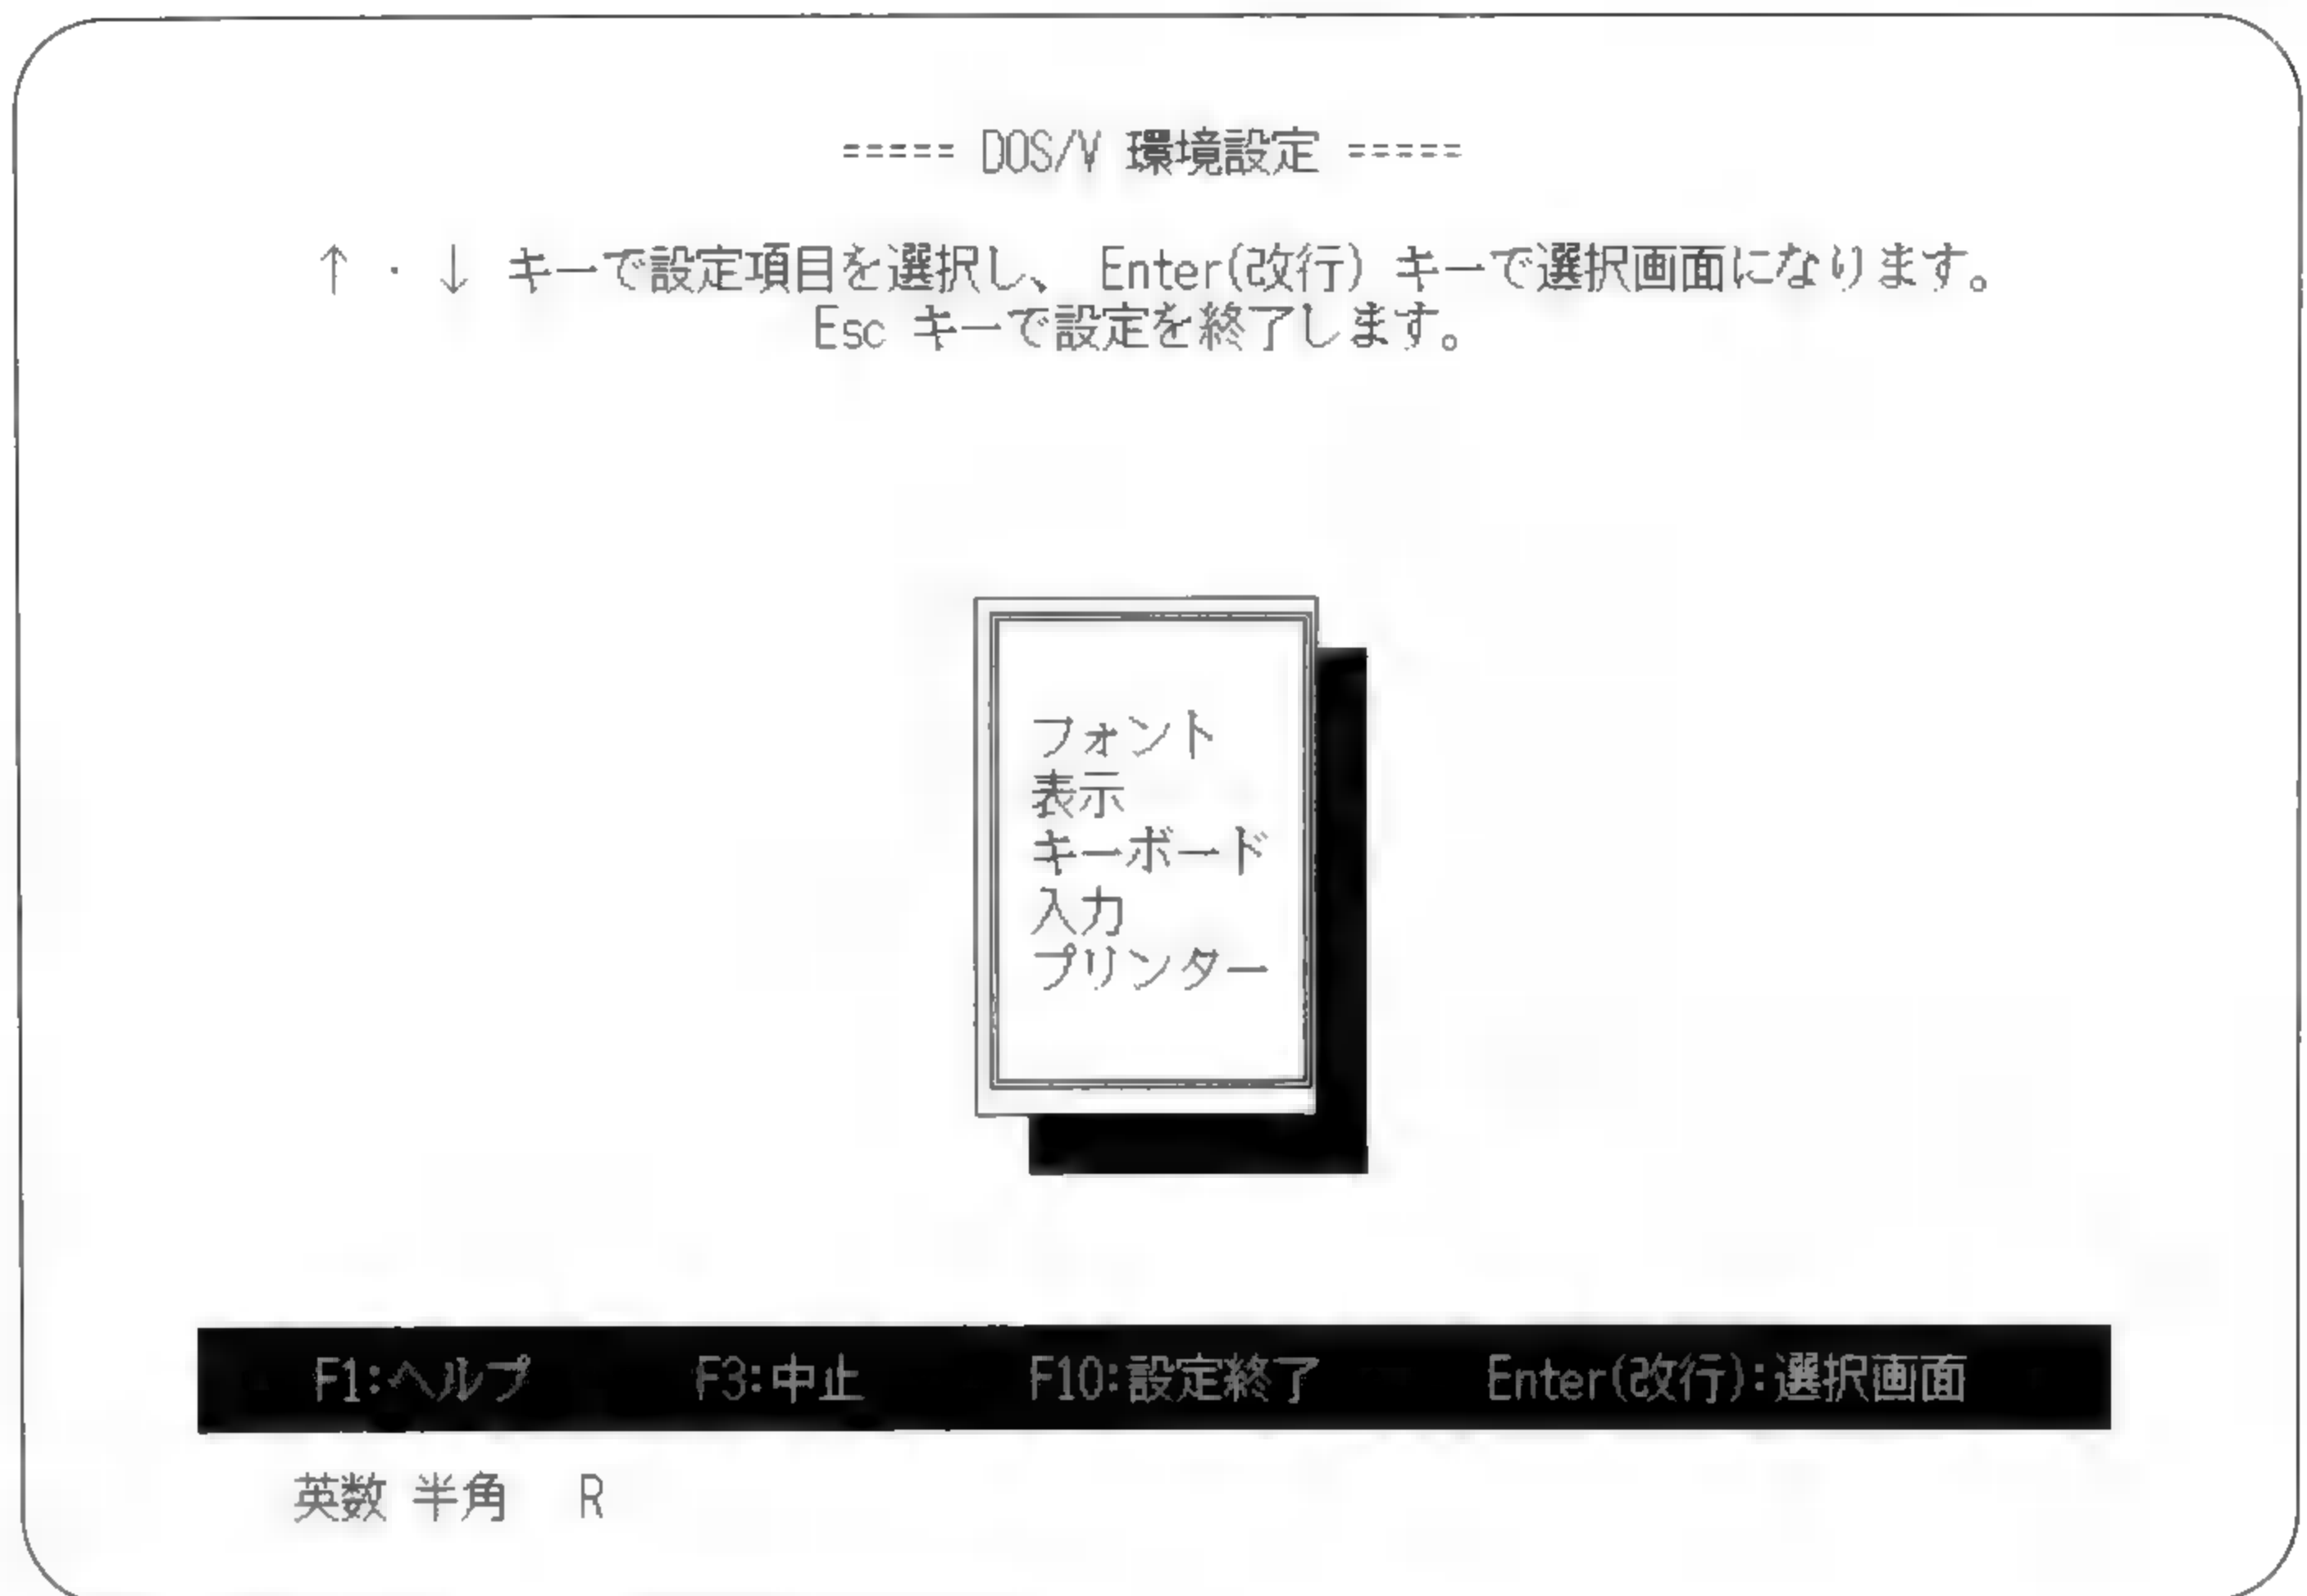 ===== DOS/V 環境設定 =====
↑ ・ ↓ キーで設定項目を選択し、 Enter(改行) キーで選択画面になります。
Esc キーで設定を終了します。
フォント
表示
キーボード
入力
プリンター
F1:ヘルプ F3:中止 F10:設定終了 Enter(改行):選択画面
英数 半角 R